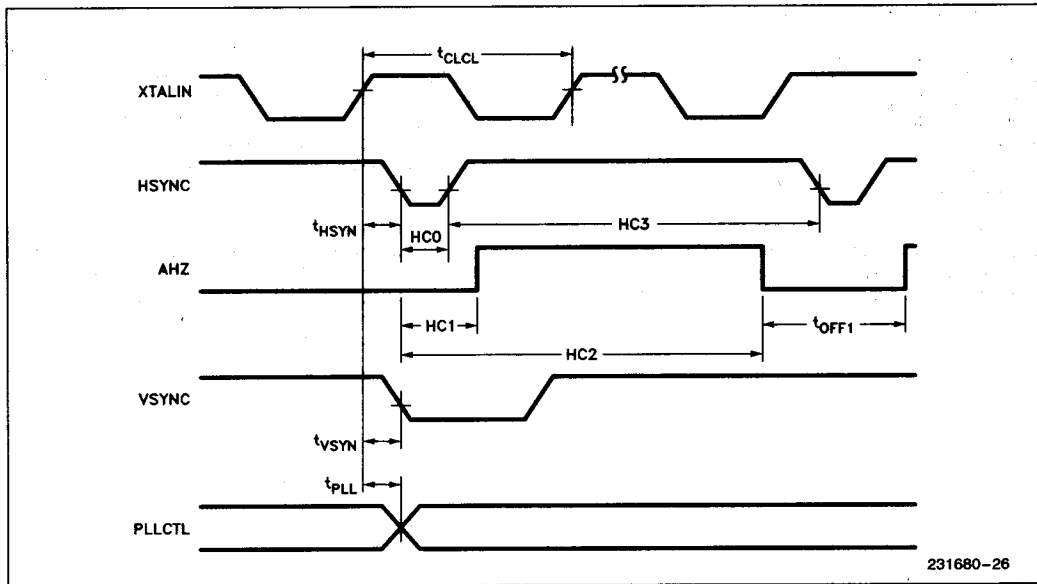 tCLCL
XTALIN
HSYNC
tHSYN
HC0
HC3
AHZ
HC1
tOFF1
HC2
VSYNC
tVSYN
tPLL
PLLCTL
231680-26